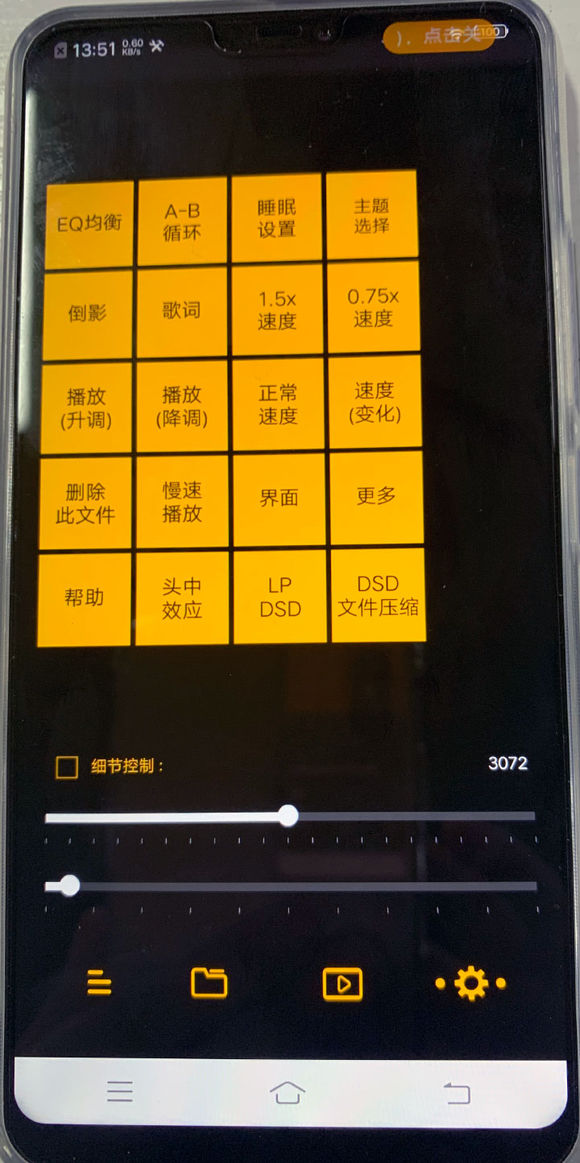 13:51 0.60 KB/s
). 点击关
100
EQ均衡
A-B
循环
睡眠
设置
主题
选择
倒影
歌词
1.5x
速度
0.75x
速度
播放
(升调)
播放
(降调)
正常
速度
速度
(变化)
删除
此文件
慢速
播放
界面
更多
帮助
头中
效应
LP
DSD
DSD
文件压缩
细节控制：
3072